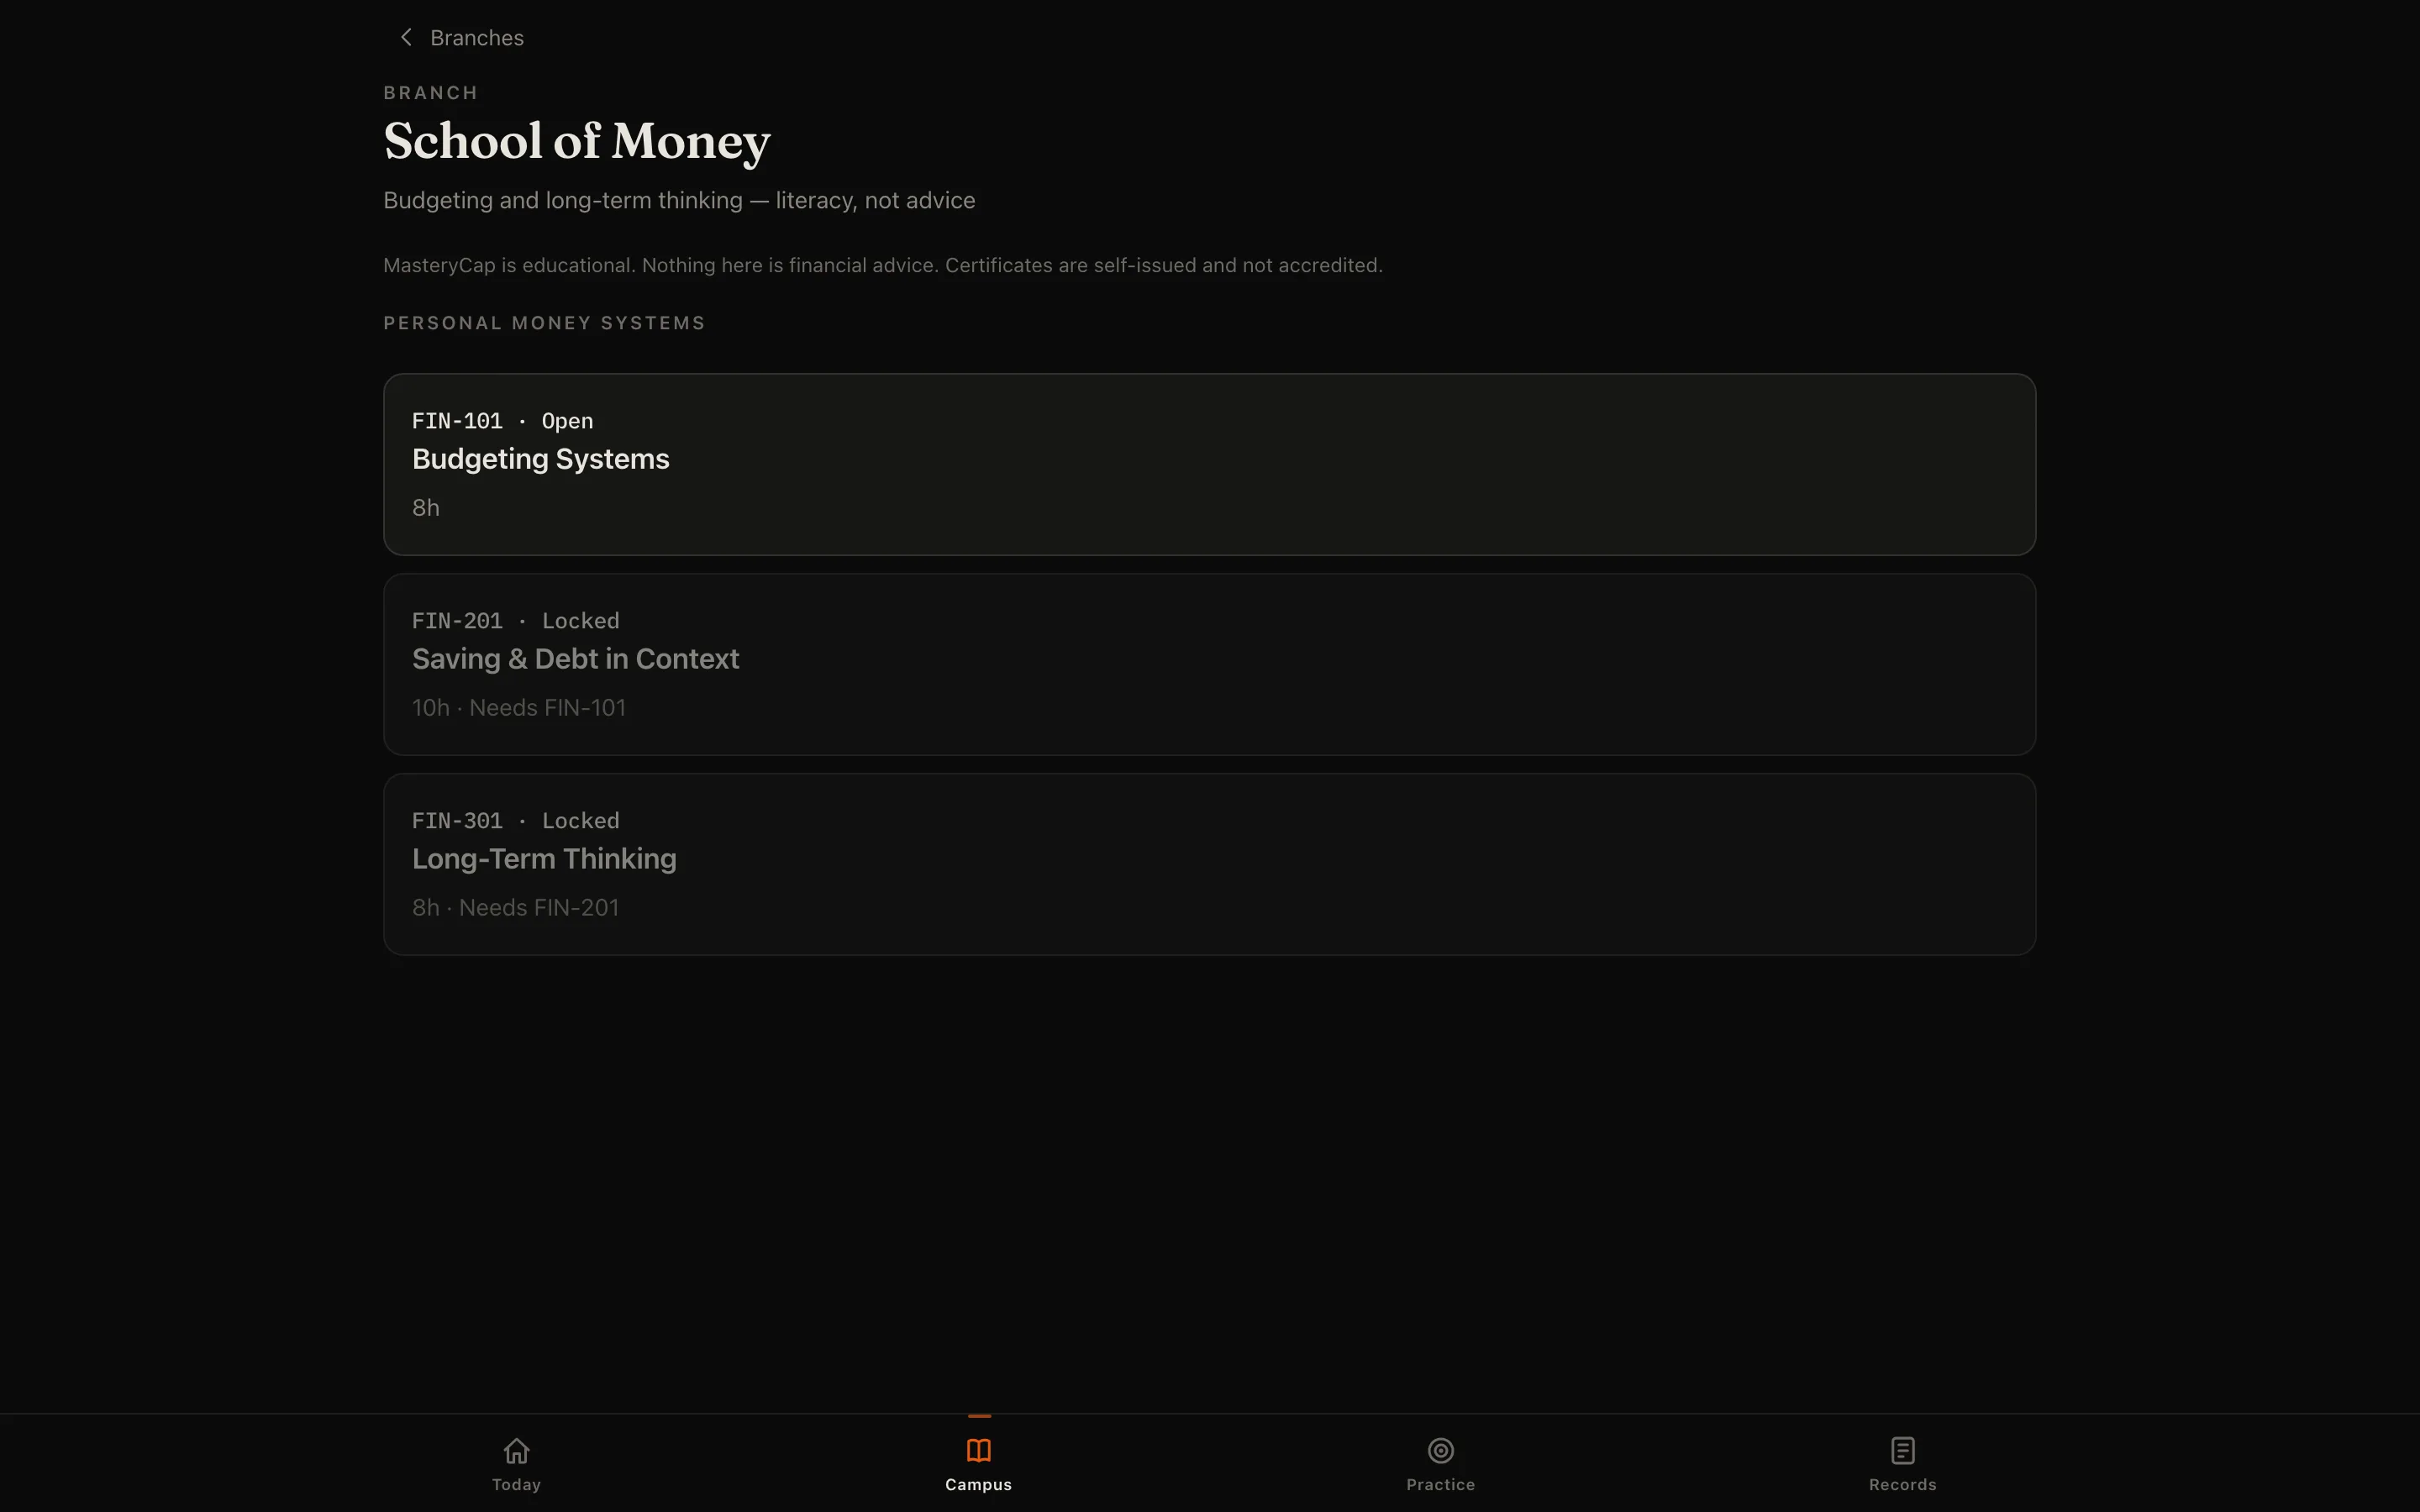 Branches
BRANCH
School of Money
Budgeting and long-term thinking — literacy, not advice
MasteryCap is educational. Nothing here is financial advice. Certificates are self-issued and not accredited.
PERSONAL MONEY SYSTEMS
FIN-101 · Open
Budgeting Systems
8h
FIN-201 · Locked
Saving & Debt in Context
10h · Needs FIN-101
FIN-301 · Locked
Long-Term Thinking
8h · Needs FIN-201
Today
Campus
Practice
Records